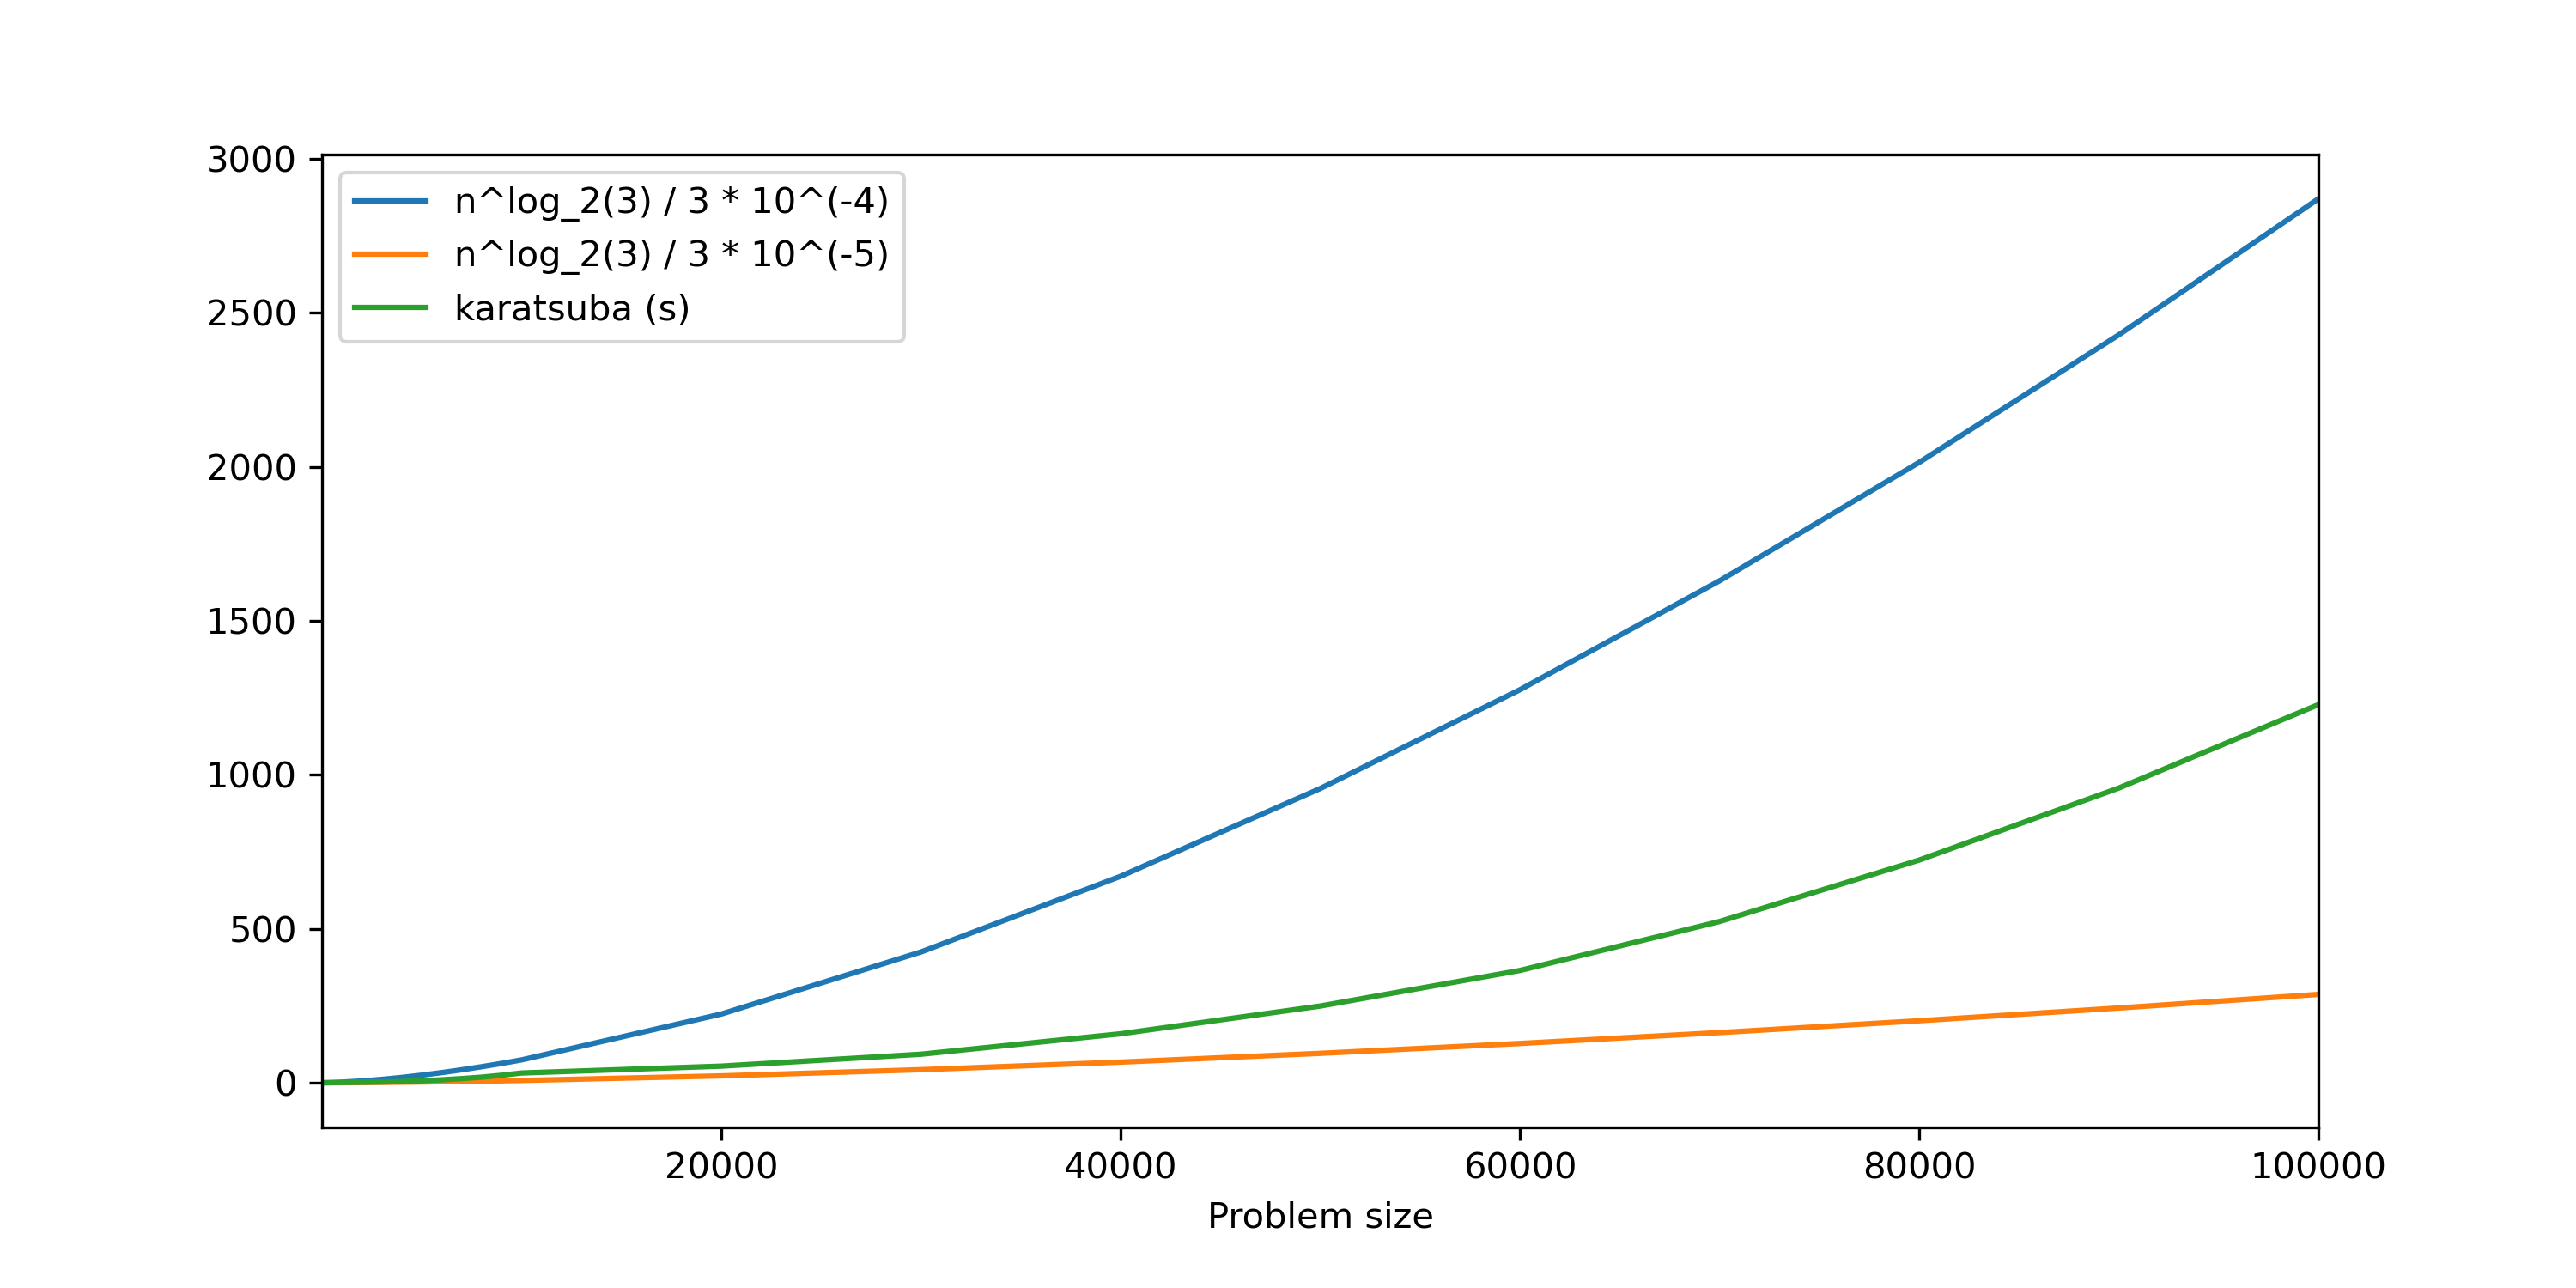 3000
2500
2000
1500
1000
500
0
n^log_2(3) / 3 * 10^(-4)
n^log_2(3) / 3 * 10^(-5)
karatsuba (s)
20000 40000 60000 80000 100000
Problem size